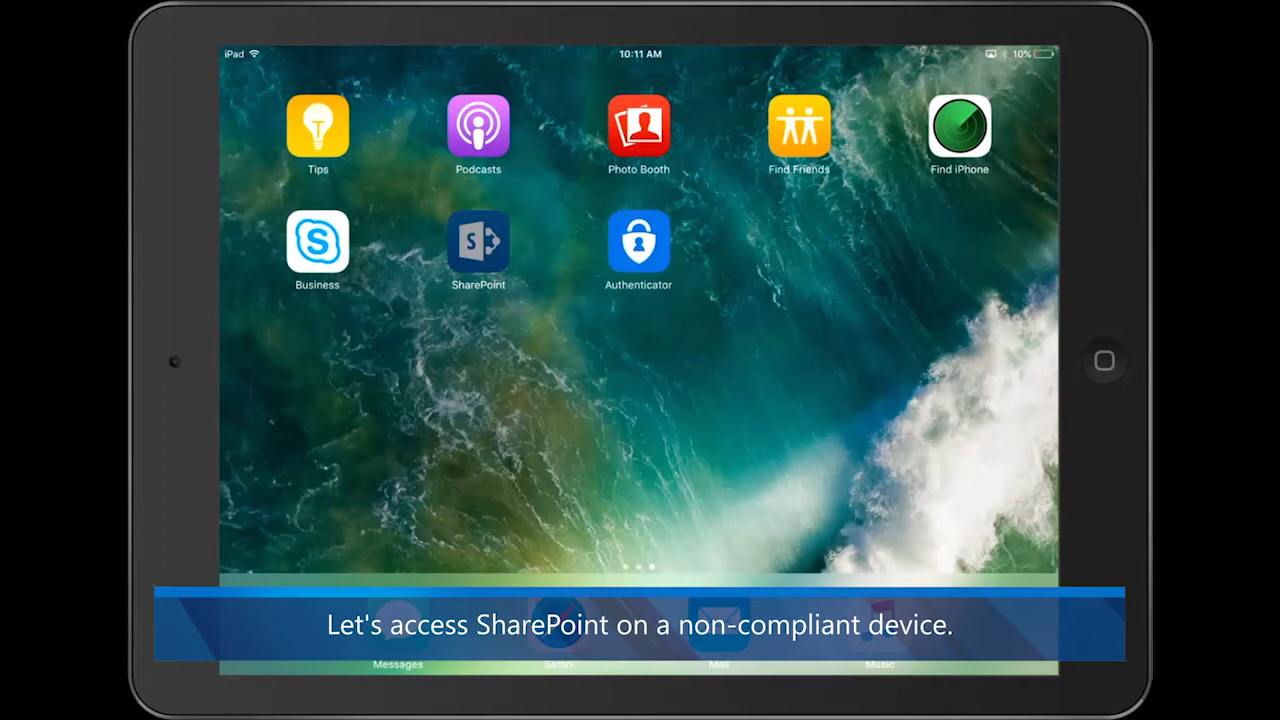 iPad 10:11 AM 10%
Tips Podcasts Photo Booth Find Friends Find iPhone
Business SharePoint Authenticator
Let's access SharePoint on a non-compliant device.
Messages Safari Mail Music